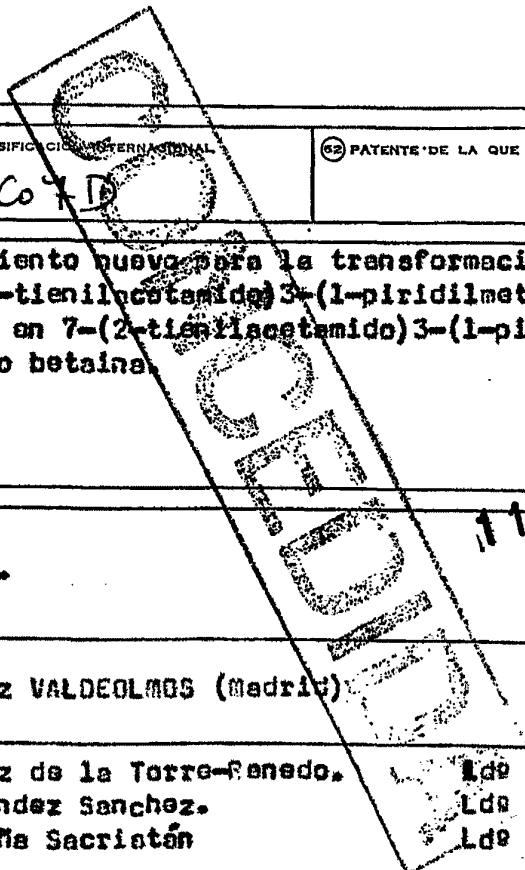 SIFICACION INTERNACIONAL
62 PATENTE DE LA QUE
Co7D
iento nuevo para la transformaci
-tienilacetamido)3-(1-piridilmet
en 7-(2-tienilacetamido)3-(1-pi
o betaina.
CONCEDIDA
11
z VALDEOLMOS (Madrid)
z de la Torre-Renedo. Ldº
ndez Sanchez. Ldº
Ma Sacristán Ldº